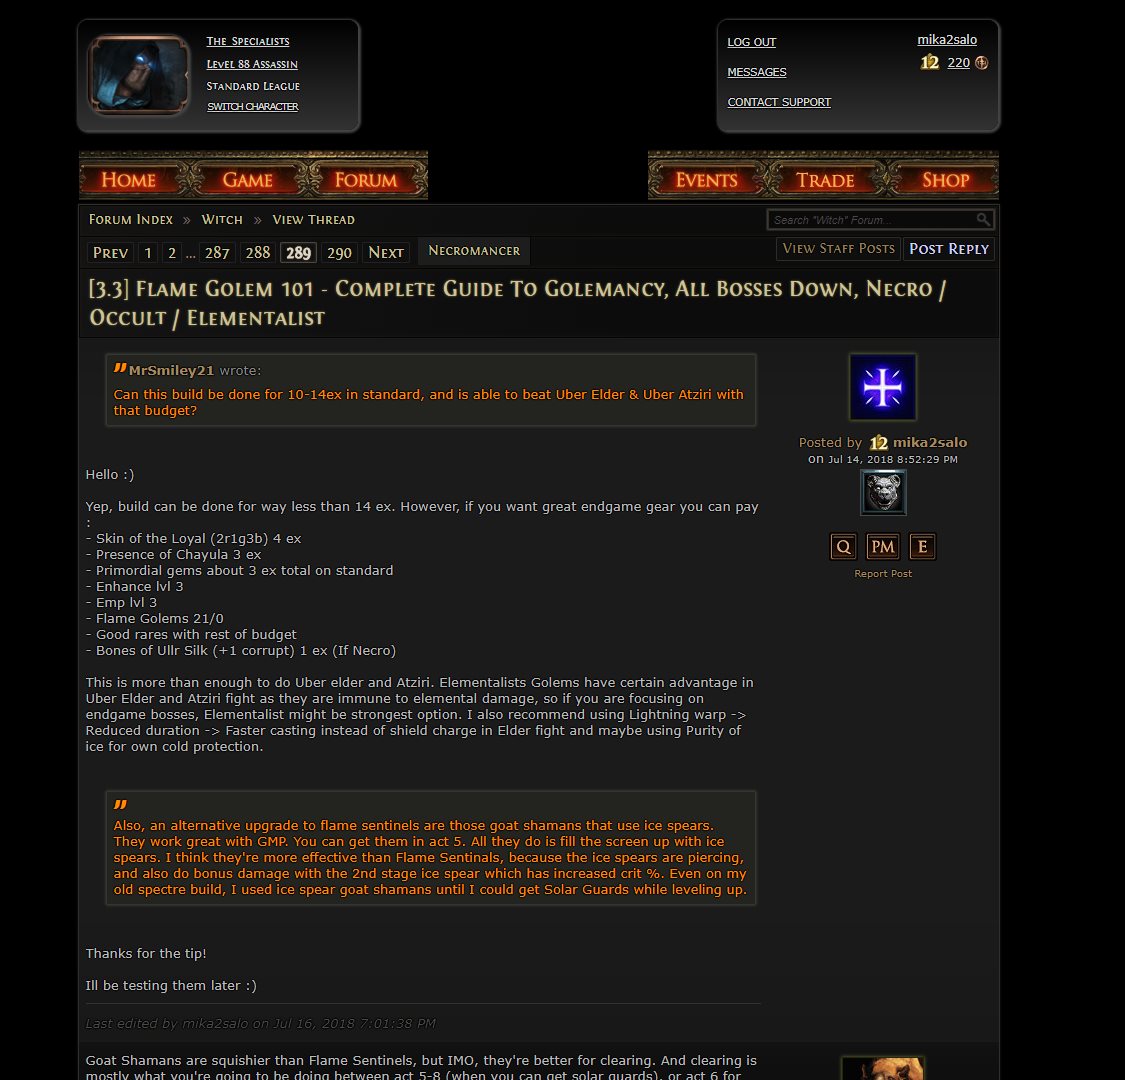 The Specialists
Level 88 Assassin
Standard League
SWITCH CHARACTER
LOG OUT
MESSAGES
CONTACT SUPPORT
mika2salo
12 220
Home Game Forum
Events Trade Shop
Forum Index » Witch » View Thread
Search "Witch" Forum...
Prev 1 2 ... 287 288 289 290 Next Necromancer
View Staff Posts Post Reply
[3.3] Flame Golem 101 - Complete Guide To Golemancy, All Bosses Down, Necro /
Occult / Elementalist
MrSmiley21 wrote:
Can this build be done for 10-14ex in standard, and is able to beat Uber Elder & Uber Atziri with
that budget?
Hello :)
Yep, build can be done for way less than 14 ex. However, if you want great endgame gear you can pay
:
- Skin of the Loyal (2r1g3b) 4 ex
- Presence of Chayula 3 ex
- Primordial gems about 3 ex total on standard
- Enhance lvl 3
- Emp lvl 3
- Flame Golems 21/0
- Good rares with rest of budget
- Bones of Ullr Silk (+1 corrupt) 1 ex (If Necro)
This is more than enough to do Uber elder and Atziri. Elementalists Golems have certain advantage in
Uber Elder and Atziri fight as they are immune to elemental damage, so if you are focusing on
endgame bosses, Elementalist might be strongest option. I also recommend using Lightning warp ->
Reduced duration -> Faster casting instead of shield charge in Elder fight and maybe using Purity of
ice for own cold protection.
Also, an alternative upgrade to flame sentinels are those goat shamans that use ice spears.
They work great with GMP. You can get them in act 5. All they do is fill the screen up with ice
spears. I think they're more effective than Flame Sentinals, because the ice spears are piercing,
and also do bonus damage with the 2nd stage ice spear which has increased crit %. Even on my
old spectre build, I used ice spear goat shamans until I could get Solar Guards while leveling up.
Thanks for the tip!
Ill be testing them later :)
Last edited by mika2salo on Jul 16, 2018 7:01:38 PM
Posted by 12 mika2salo
on Jul 14, 2018 8:52:29 PM
Q PM E
Report Post
Goat Shamans are squishier than Flame Sentinels, but IMO, they're better for clearing. And clearing is
mostly what you're going to be doing between act 5-8 (when you can get solar guards), or act 6 for